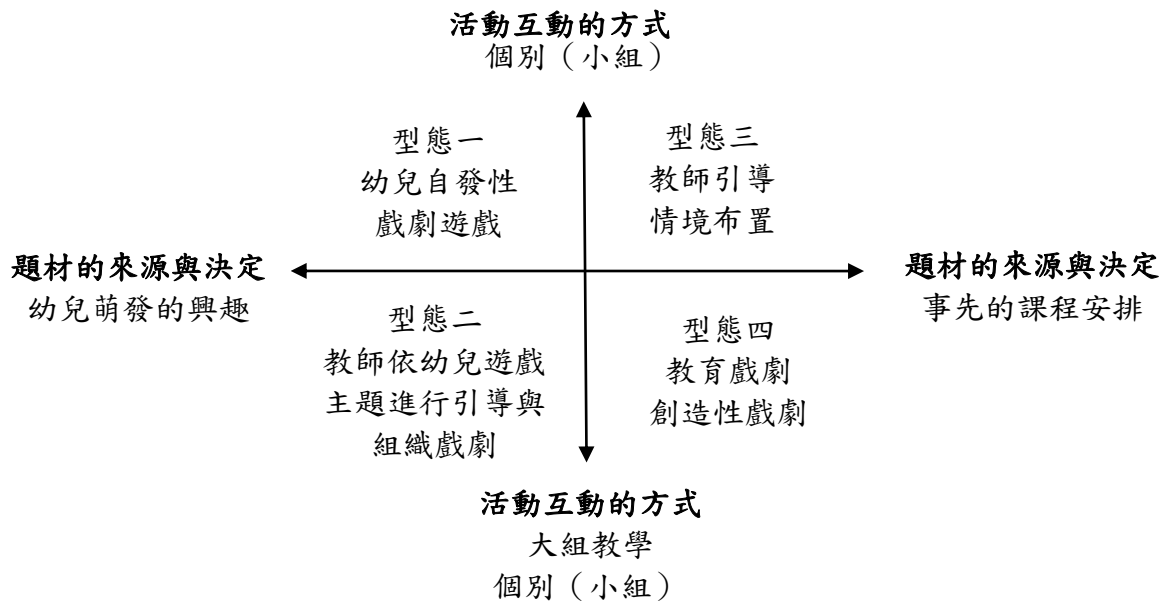 活動互動的方式
個別（小組）
型態一
幼兒自發性
戲劇遊戲
型態三
教師引導
情境布置
題材的來源與決定
幼兒萌發的興趣
題材的來源與決定
事先的課程安排
型態二
教師依幼兒遊戲
主題進行引導與
組織戲劇
型態四
教育戲劇
創造性戲劇
活動互動的方式
大組教學
個別（小組）